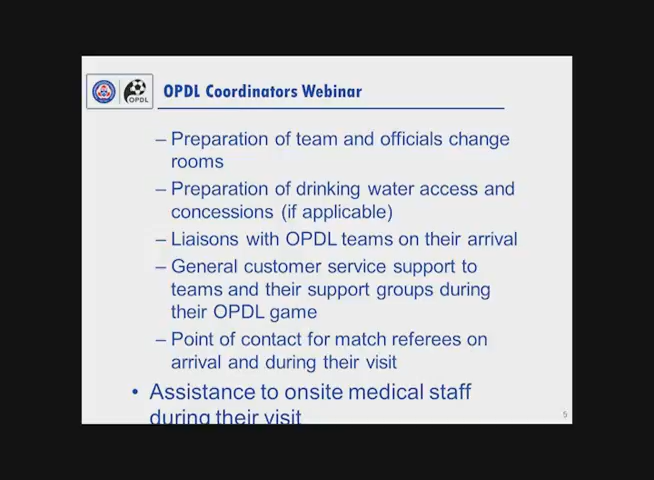 OPDL Coordinators Webinar
OPDL
– Preparation of team and officials change
rooms
– Preparation of drinking water access and
concessions (if applicable)
– Liaisons with OPDL teams on their arrival
– General customer service support to
teams and their support groups during
their OPDL game
– Point of contact for match referees on
arrival and during their visit
• Assistance to onsite medical staff
during their visit
5